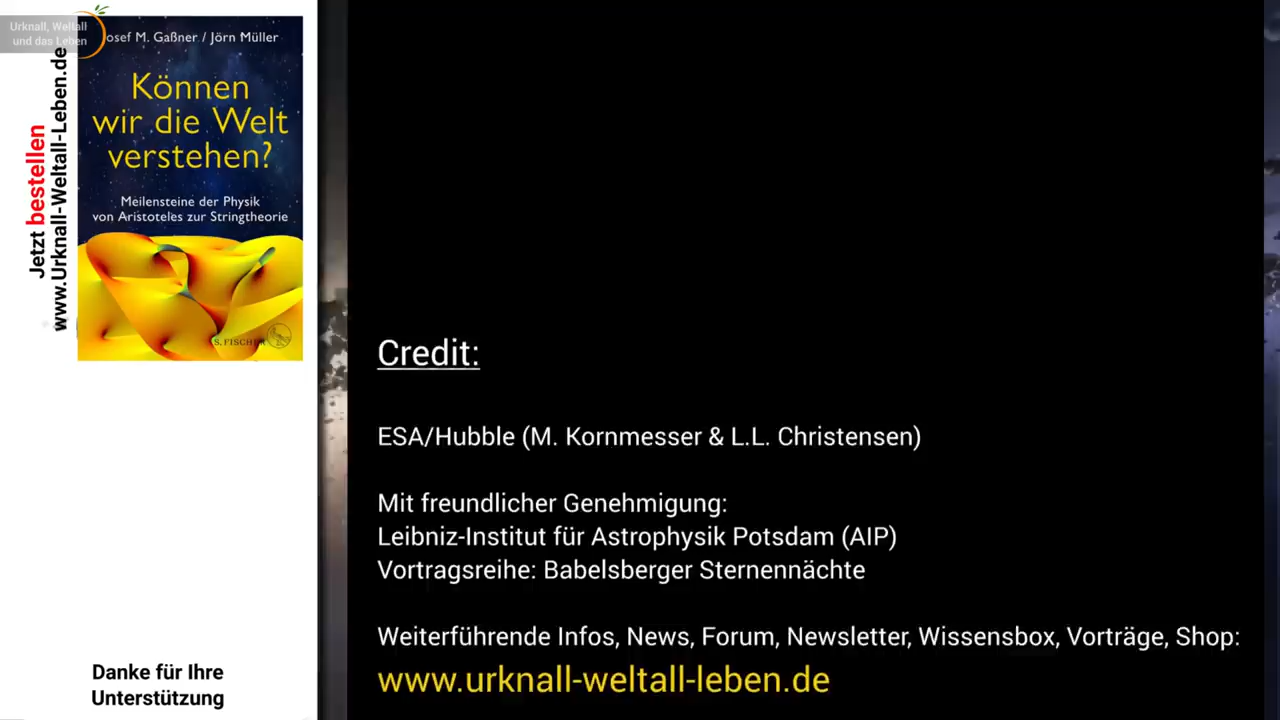 Urknall, Weltall
und das Leben
Jetzt bestellen
www.Urknall-Weltall-Leben.de
osef M. Gaßner / Jörn Müller
Können
wir die Welt
verstehen?
Meilensteine der Physik
von Aristoteles zur Stringtheorie
S. FISCHER
Danke für Ihre
Unterstützung
Credit:
ESA/Hubble (M. Kornmesser & L.L. Christensen)
Mit freundlicher Genehmigung:
Leibniz-Institut für Astrophysik Potsdam (AIP)
Vortragsreihe: Babelsberger Sternennächte
Weiterführende Infos, News, Forum, Newsletter, Wissensbox, Vorträge, Shop:
www.urknall-weltall-leben.de